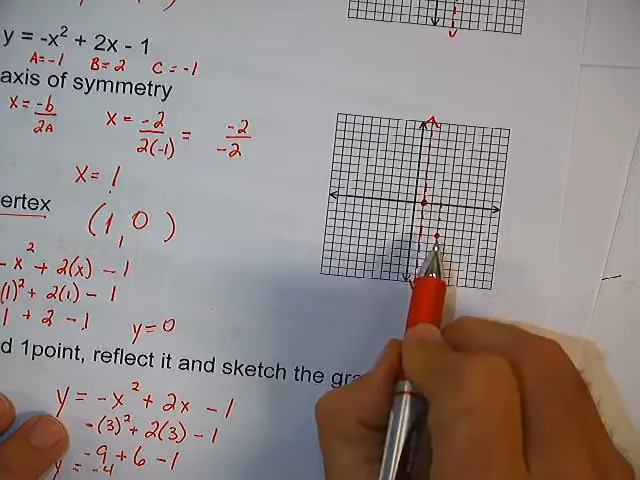 y = -x² + 2x - 1
A = -1 B = 2 C = -1
axis of symmetry
x = -b/2A x = -2/2(-1) = -2/-2
x = 1
ertex
(1, 0)
-x² + 2(x) - 1
(1)² + 2(1) - 1
1 + 2 - 1 y = 0
d 1point, reflect it and sketch the gra
y = -x² + 2x - 1
-(3)² + 2(3) - 1
-9 + 6 - 1
y = -4